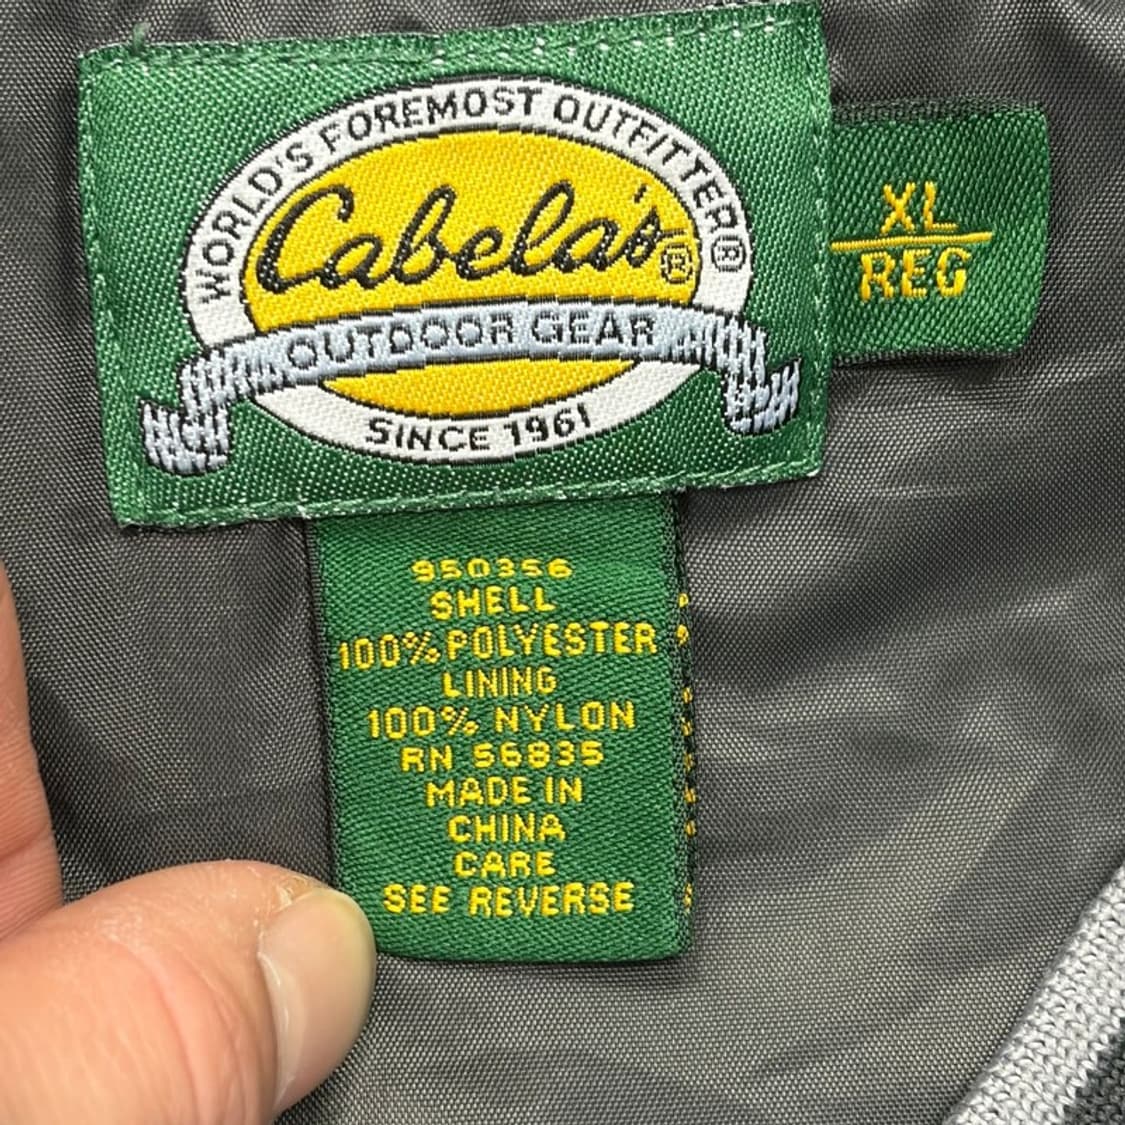 WORLD'S FOREMOST OUTFITTER®
Cabela's®
OUTDOOR GEAR
SINCE 1961
XL
REG
950356
SHELL
100% POLYESTER
LINING
100% NYLON
RN 56835
MADE IN
CHINA
CARE
SEE REVERSE